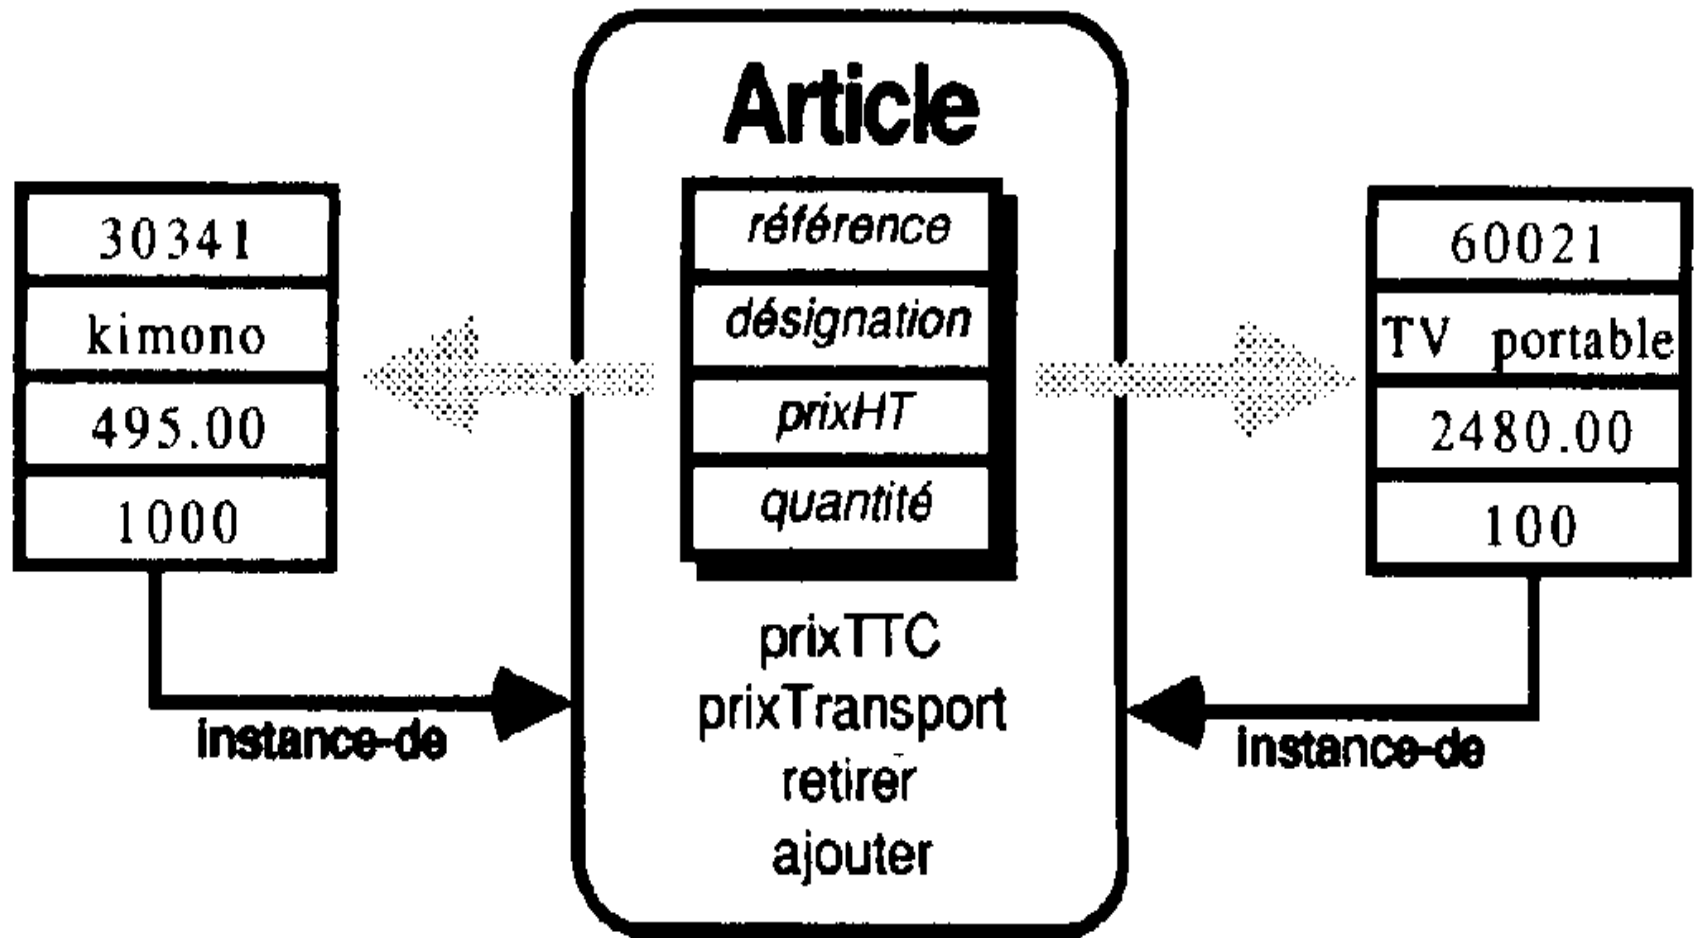 Article
30341
kimono
495.00
1000
instance-de
référence
désignation
prixHT
quantité
prixTTC
prixTransport
retirer
ajouter
60021
TV portable
2480.00
100
instance-de